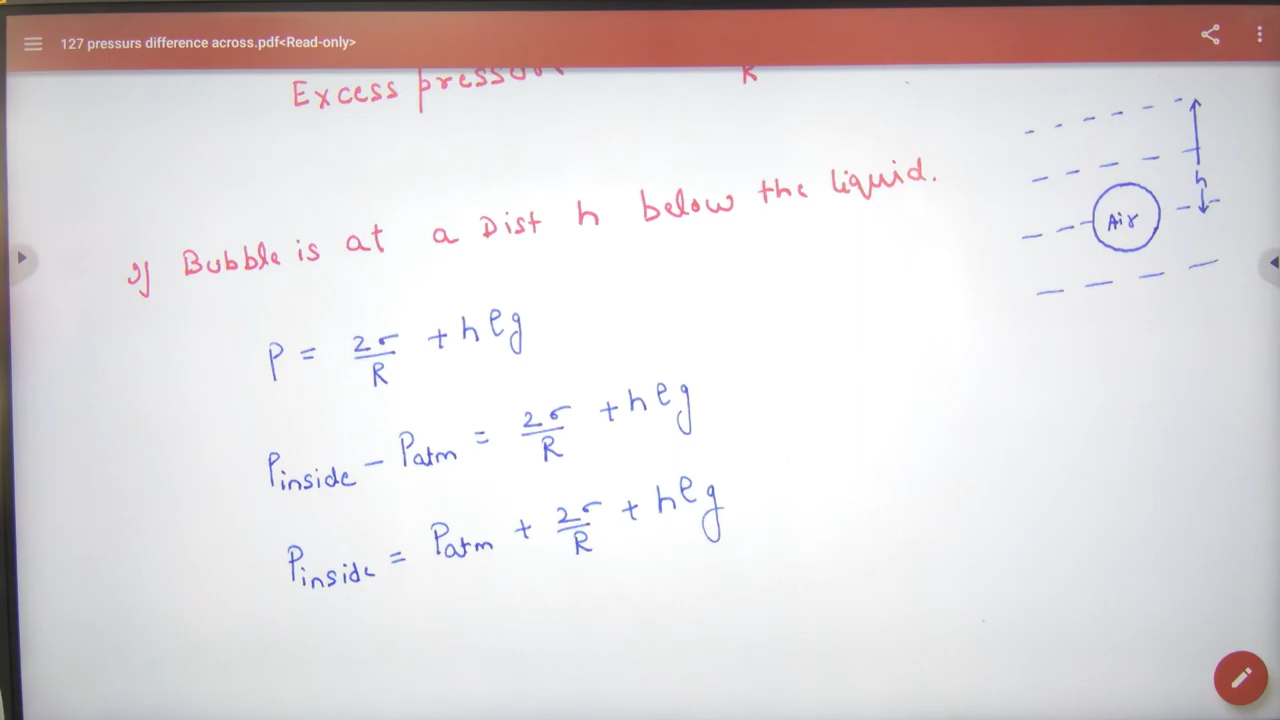 127 pressurs difference across.pdf<Read-only>
Excess
R
If Bubble is at a Dist h below the liquid.
h
Air
P = 2σ/R + hρg
Pinside − Patm = 2σ/R + hρg
Pinside = Patm + 2σ/R + hρg